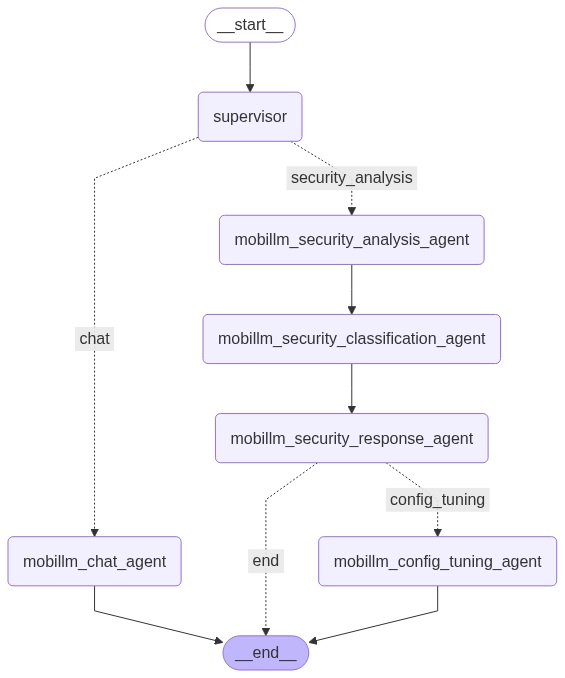 __start__
supervisor
security_analysis
mobillm_security_analysis_agent
chat
mobillm_security_classification_agent
mobillm_security_response_agent
config_tuning
end
mobillm_chat_agent
mobillm_config_tuning_agent
__end__